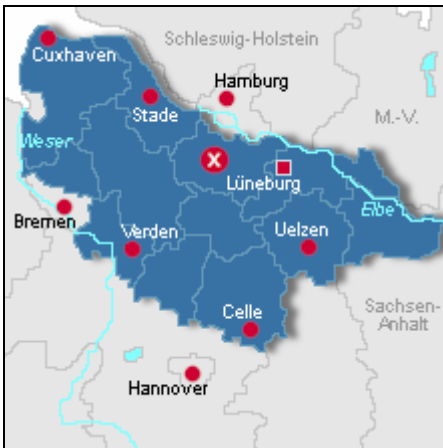 Schleswig-Holstein
Cuxhaven
Hamburg
Stade
M.-V.
Weser
X
Lüneburg
Elbe
Bremen
Verden
Uelzen
Sachsen-
Anhalt
Celle
Hannover